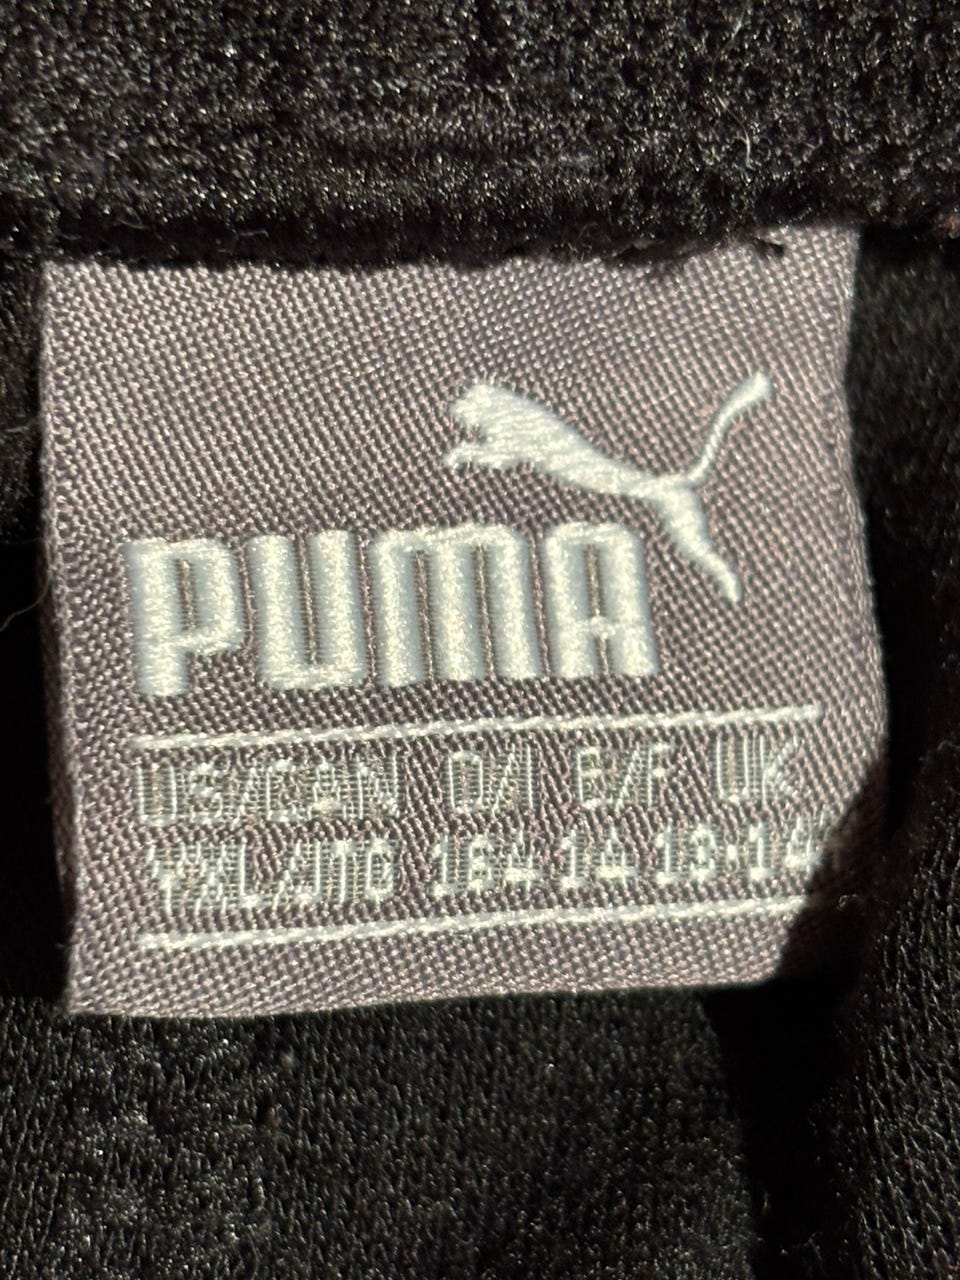 PUMA
US/CAN D/I E/F UK
YXL/JTG 164 14 13-14